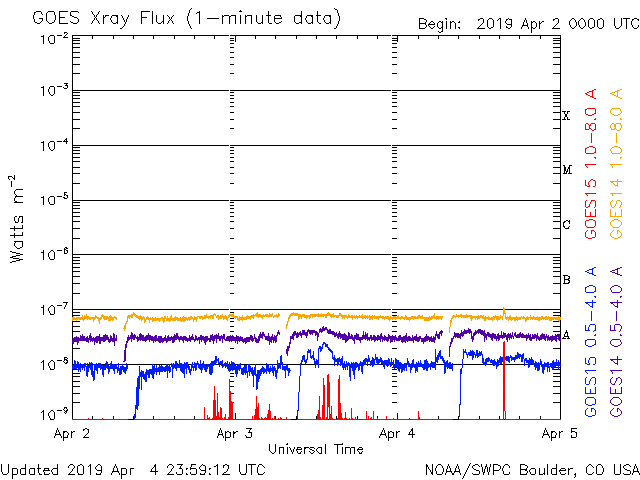 GOES Xray Flux (1-minute data)
Begin: 2019 Apr 2 0000 UTC
10-2
10-3
10-4
10-5
10-6
10-7
10-8
10-9
Watts m-2
X
M
C
B
A
GOES15 1.0-8.0 A
GOES14 1.0-8.0 A
GOES15 0.5-4.0 A
GOES14 0.5-4.0 A
Apr 2
Apr 3
Apr 4
Apr 5
Universal Time
Updated 2019 Apr 4 23:59:12 UTC
NOAA/SWPC Boulder, CO USA